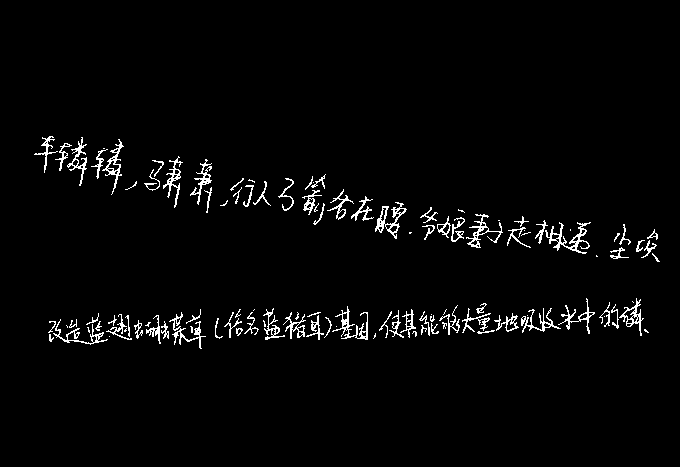 车辚辚,马萧萧,行人弓箭各在腰.爷娘妻子走相送.尘埃
改造蓝翅蝴蝶草(俗名蓝猪耳)基因,使其能够大量地吸收水中的磷、